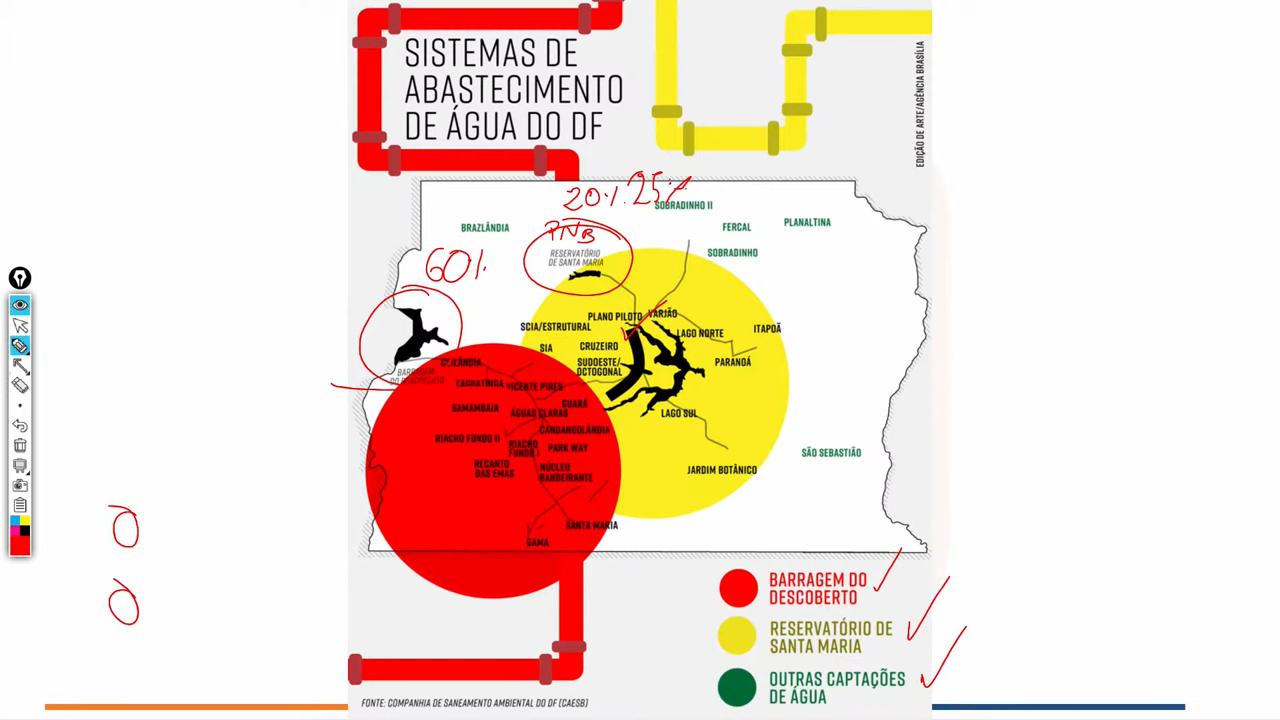 SISTEMAS DE
ABASTECIMENTO
DE ÁGUA DO DF
EDIÇÃO DE ARTE/AGÊNCIA BRASÍLIA
20%. 25%
SOBRADINHO II
BRAZLÂNDIA
FERCAL
PLANALTINA
PNB
SOBRADINHO
RESERVATÓRIO
DE SANTA MARIA
60%
PLANO PILOTO
VARJÃO
SCIA/ESTRUTURAL
LAGO NORTE
ITAPOÃ
SIA
CRUZEIRO
SUDOESTE/
OCTOGONAL
PARANOÁ
BARRAGEM
DO DESCOBERTO
CEILÂNDIA
TAGUATINGA
VICENTE PIRES
SAMAMBAIA
ÁGUAS CLARAS
GUARÁ
LAGO SUL
CANDANGOLÂNDIA
RIACHO FUNDO II
RIACHO
FUNDO I
PARK WAY
SÃO SEBASTIÃO
RECANTO
DAS EMAS
NÚCLEO
BANDEIRANTE
JARDIM BOTÂNICO
SANTA MARIA
GAMA
BARRAGEM DO
DESCOBERTO
RESERVATÓRIO DE
SANTA MARIA
OUTRAS CAPTAÇÕES
DE ÁGUA
FONTE: COMPANHIA DE SANEAMENTO AMBIENTAL DO DF (CAESB)